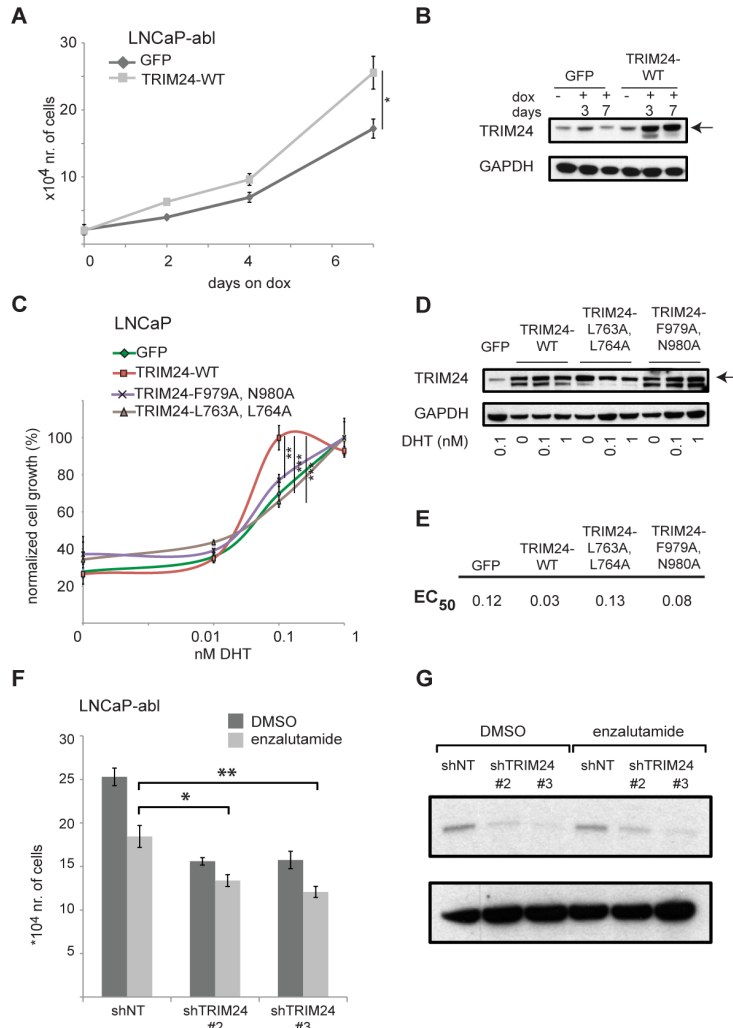 A
LNCaP-abl
GFP
TRIM24-WT
x10⁴ nr. of cells
30
20
10
0 2 4 6
days on dox
*
B
GFP TRIM24-WT
- + + - + + dox
3 7 3 7 days
TRIM24
GAPDH
C
LNCaP
GFP
TRIM24-WT
TRIM24-F979A, N980A
TRIM24-L763A, L764A
normalized cell growth (%)
100
80
60
40
20
0 0.01 0.1 1
nM DHT
** *** ***
D
GFP TRIM24-WT TRIM24-L763A, L764A TRIM24-F979A, N980A
TRIM24
GAPDH
DHT (nM) 0.1 0 0.1 1 0 0.1 1 0 0.1 1
E
GFP TRIM24-WT TRIM24-L763A, L764A TRIM24-F979A, N980A
EC50 0.12 0.03 0.13 0.08
F
LNCaP-abl
DMSO
enzalutamide
*10⁴ nr. of cells
30
25
20
15
10
5
**
*
shNT shTRIM24 #2 shTRIM24 #3
G
DMSO enzalutamide
shNT shTRIM24 shNT shTRIM24
#2 #3 #2 #3